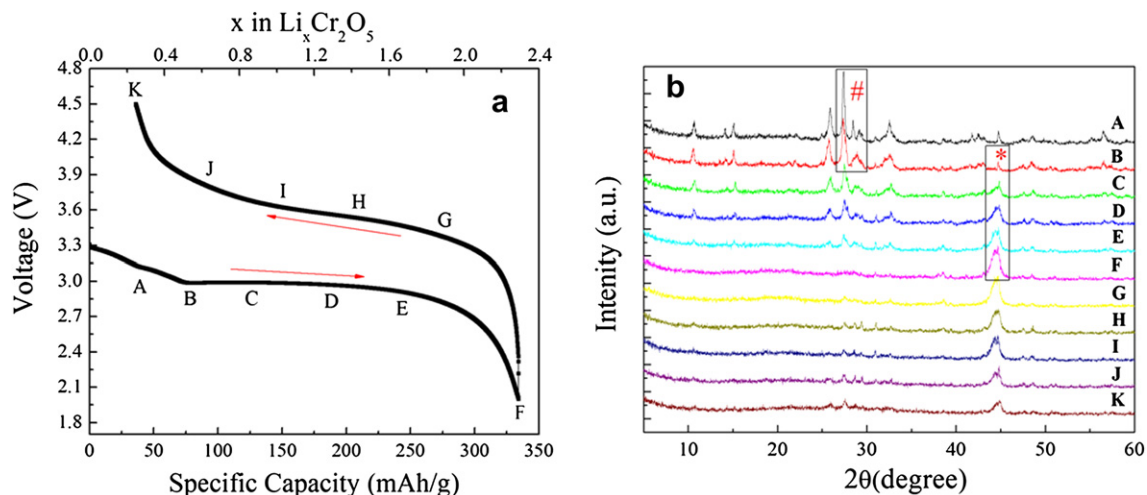 x in LixCr2O5
0.0 0.4 0.8 1.2 1.6 2.0 2.4
4.8
4.5
4.2
3.9
3.6
3.3
3.0
2.7
2.4
2.1
1.8
Voltage (V)
a
K
J
I
H
G
A
B
C
D
E
F
0 50 100 150 200 250 300 350
Specific Capacity (mAh/g)
b
#
*
A
B
C
D
E
F
G
H
I
J
K
Intenity (a.u.)
10 20 30 40 50 60
2θ(degree)